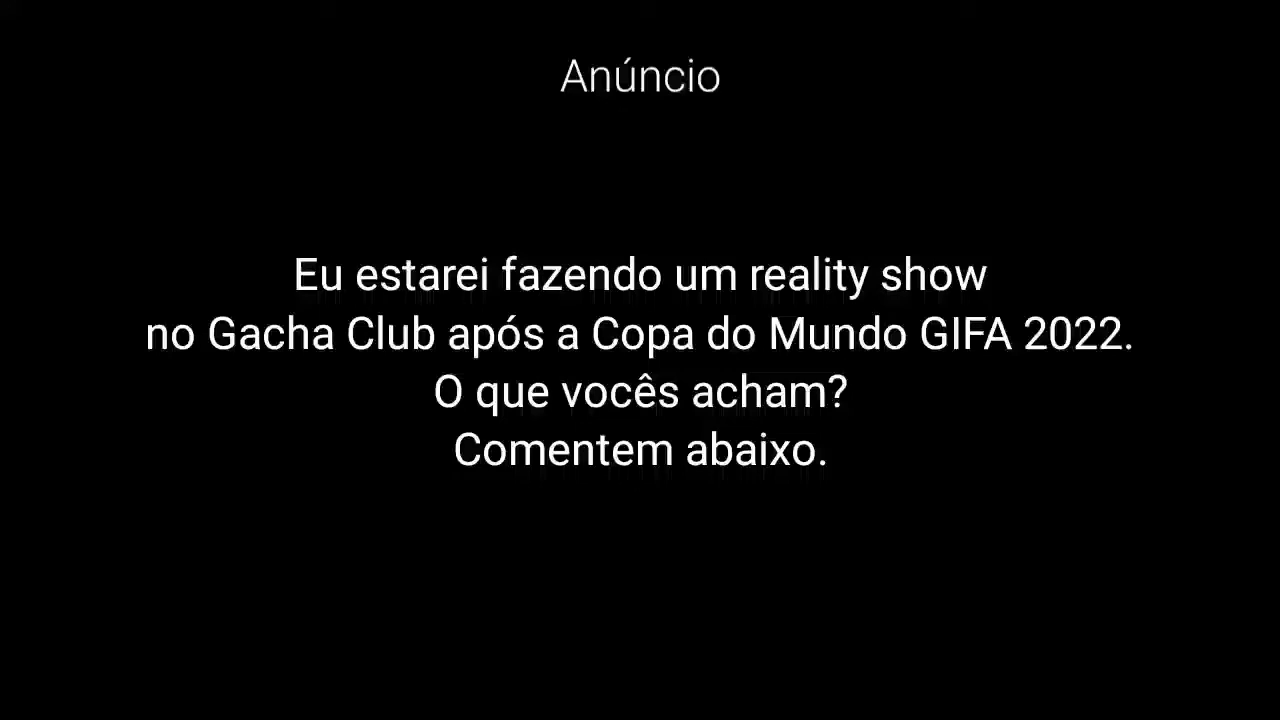 Anúncio
Eu estarei fazendo um reality show
no Gacha Club após a Copa do Mundo GIFA 2022.
O que vocês acham?
Comentem abaixo.